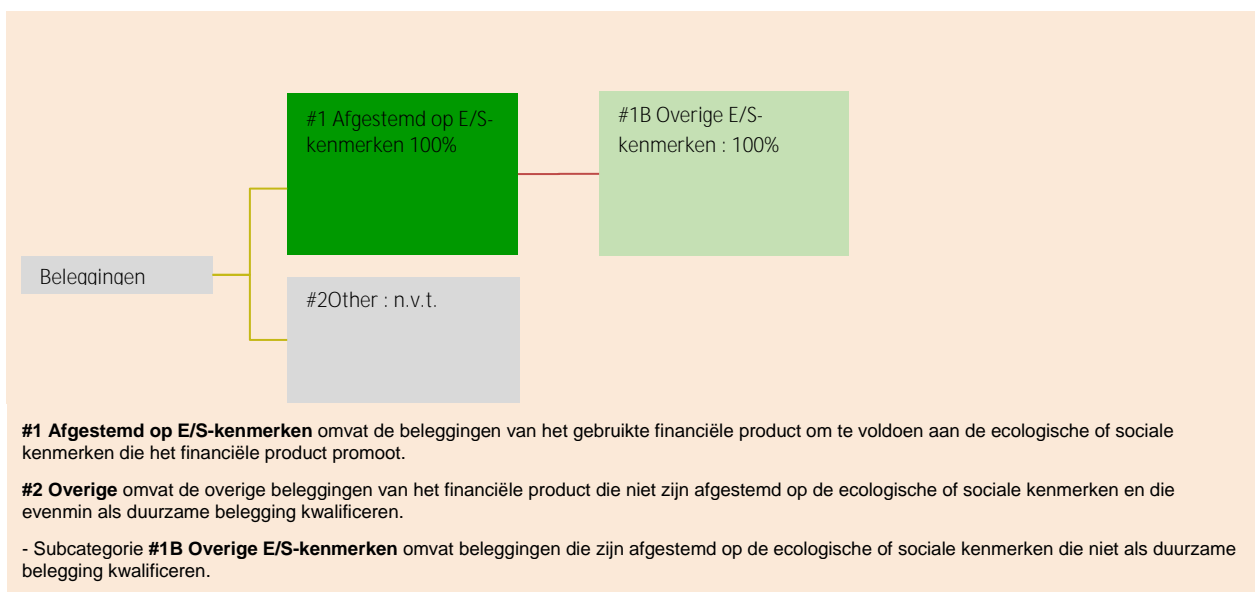 #1 Afgestemd op E/S-
kenmerken 100%
#1B Overige E/S-
kenmerken : 100%
Beleggingen
#2Other : n.v.t.
#1 Afgestemd op E/S-kenmerken omvat de beleggingen van het gebruikte financiële product om te voldoen aan de ecologische of sociale
kenmerken die het financiële product promoot.
#2 Overige omvat de overige beleggingen van het financiële product die niet zijn afgestemd op de ecologische of sociale kenmerken en die
evenmin als duurzame belegging kwalificeren.
- Subcategorie #1B Overige E/S-kenmerken omvat beleggingen die zijn afgestemd op de ecologische of sociale kenmerken die niet als duurzame
belegging kwalificeren.